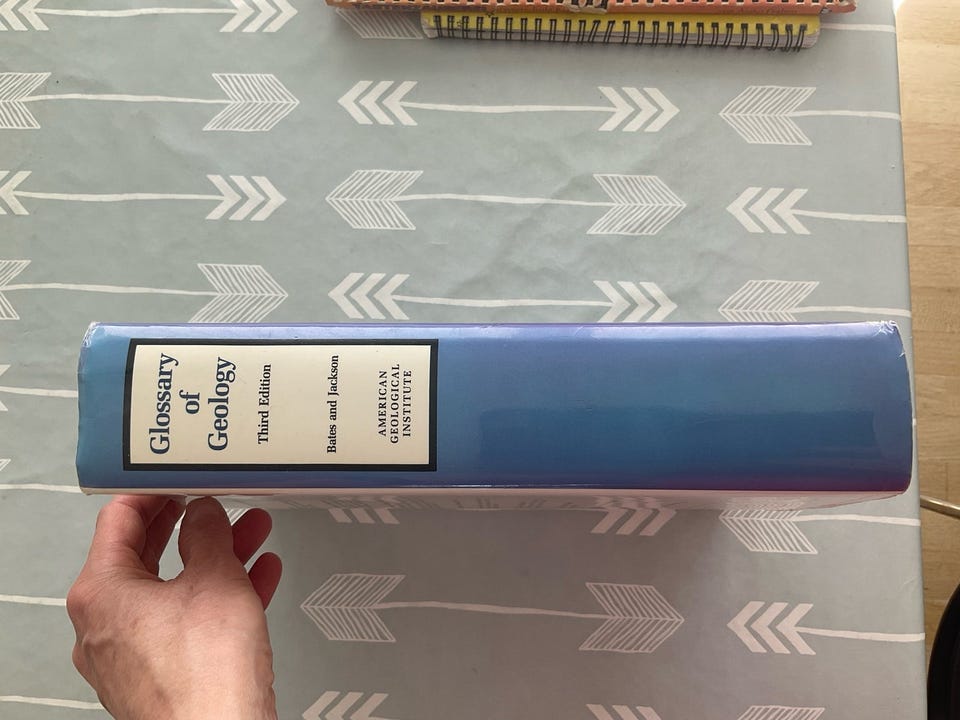 Glossary
of
Geology
Third Edition
Bates and Jackson
AMERICAN
GEOLOGICAL
INSTITUTE